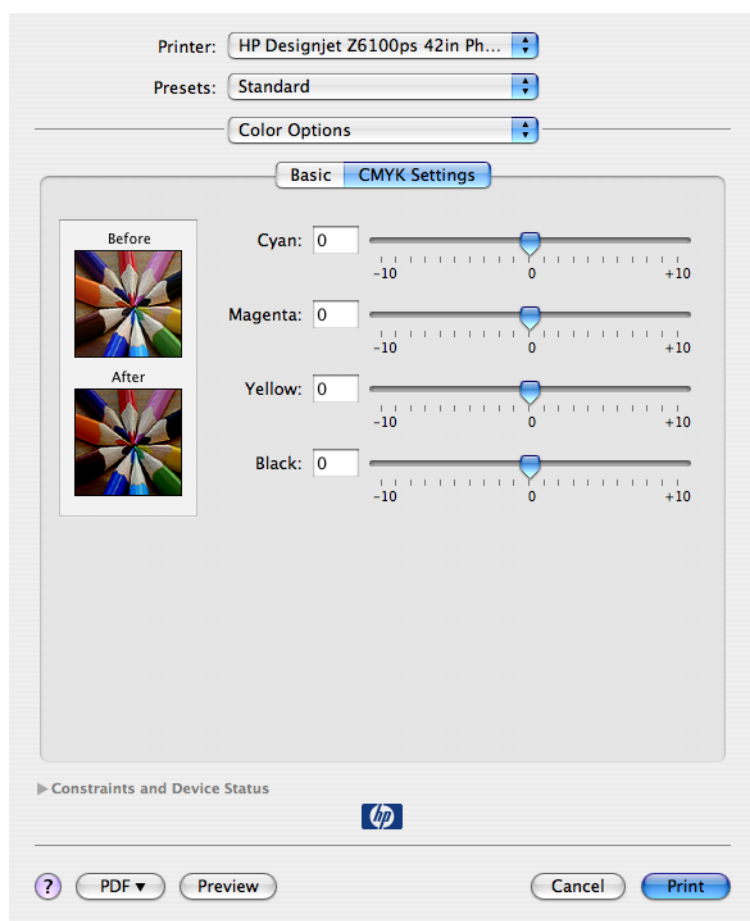 Printer: HP Designjet Z6100ps 42in Ph...
Presets: Standard
Color Options
Basic CMYK Settings
Before
Cyan: 0
-10 0 +10
Magenta: 0
-10 0 +10
After
Yellow: 0
-10 0 +10
Black: 0
-10 0 +10
Constraints and Device Status
hp
? PDF Preview Cancel Print